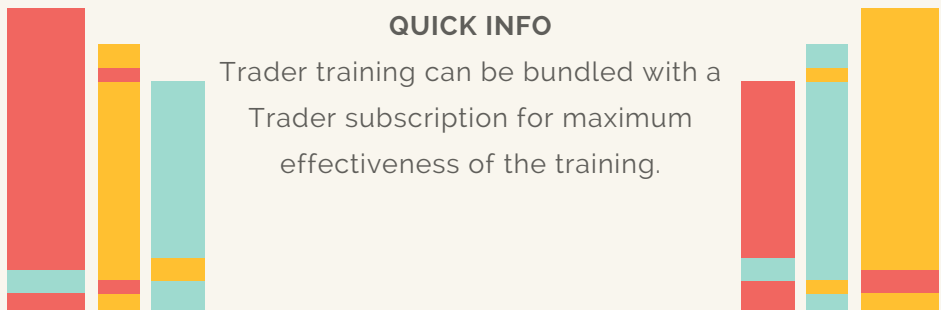 QUICK INFO
Trader training can be bundled with a
Trader subscription for maximum
effectiveness of the training.